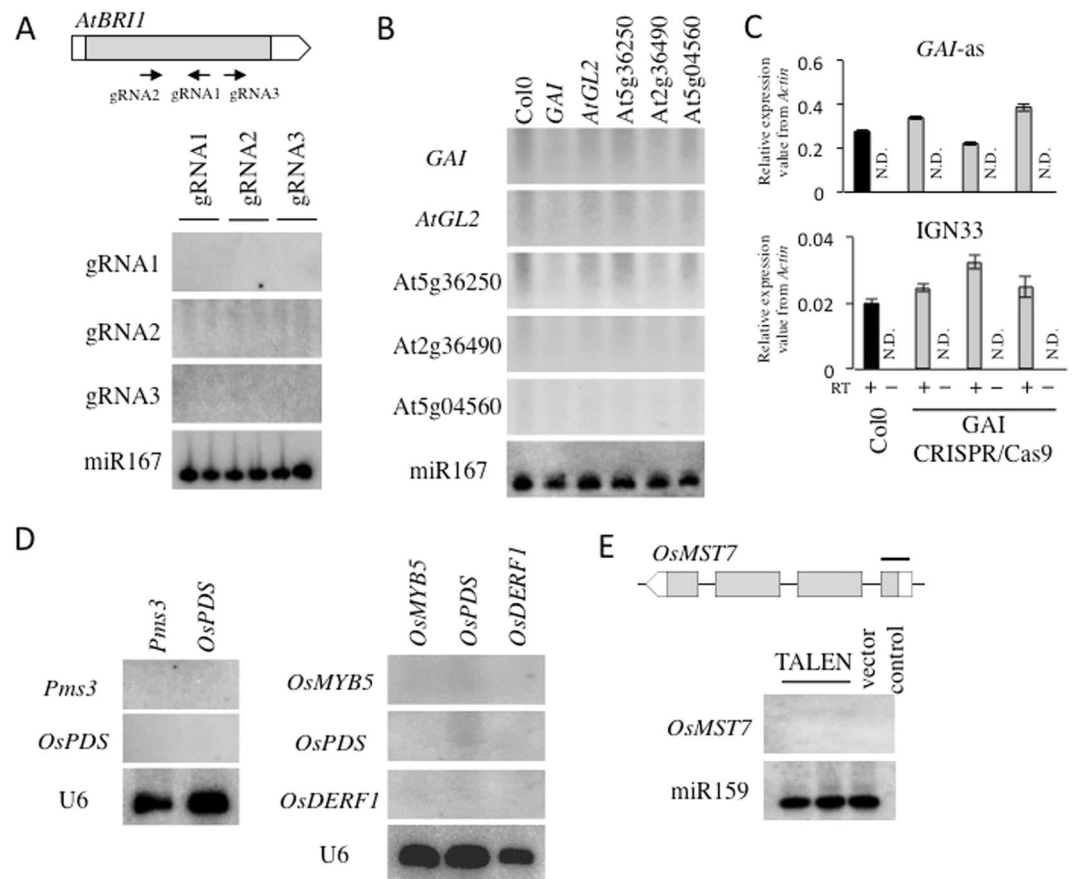 A
AtBRI1
gRNA2 gRNA1 gRNA3
gRNA1 gRNA2 gRNA3
gRNA1
gRNA2
gRNA3
miR167
B
Col0 GAI AtGL2 At5g36250 At2g36490 At5g04560
GAI
AtGL2
At5g36250
At2g36490
At5g04560
miR167
C
GAI-as
Relative expression
value from Actin
0.6
0.4
0.2
0
N.D. N.D. N.D. N.D.
IGN33
Relative expression
value from Actin
0.04
0.02
0
N.D. N.D. N.D. N.D.
RT + − + − + − + −
Col0
GAI
CRISPR/Cas9
D
Pms3 OsPDS
Pms3
OsPDS
U6
OsMYB5 OsPDS OsDERF1
OsMYB5
OsPDS
OsDERF1
U6
E
OsMST7
TALEN
vector
control
OsMST7
miR159